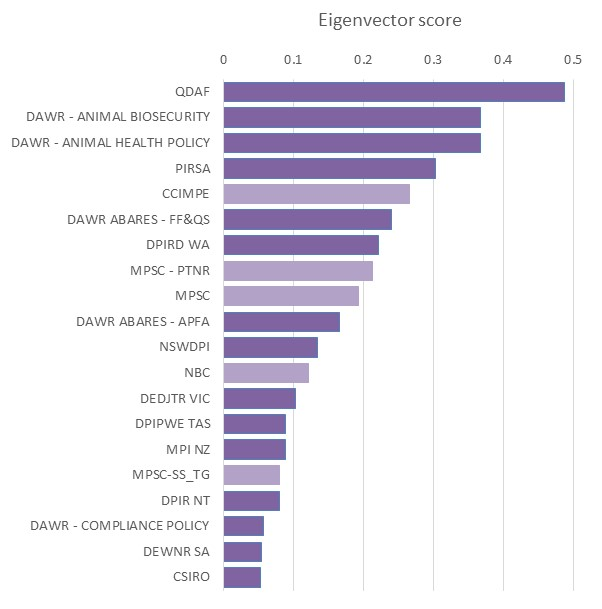 Eigenvector score
0 0.1 0.2 0.3 0.4 0.5
QDAF
DAWR - ANIMAL BIOSECURITY
DAWR - ANIMAL HEALTH POLICY
PIRSA
CCIMPE
DAWR ABARES - FF&QS
DPIRD WA
MPSC - PTNR
MPSC
DAWR ABARES - APFA
NSWDPI
NBC
DEDJTR VIC
DPIPWE TAS
MPI NZ
MPSC-SS_TG
DPIR NT
DAWR - COMPLIANCE POLICY
DEWNR SA
CSIRO